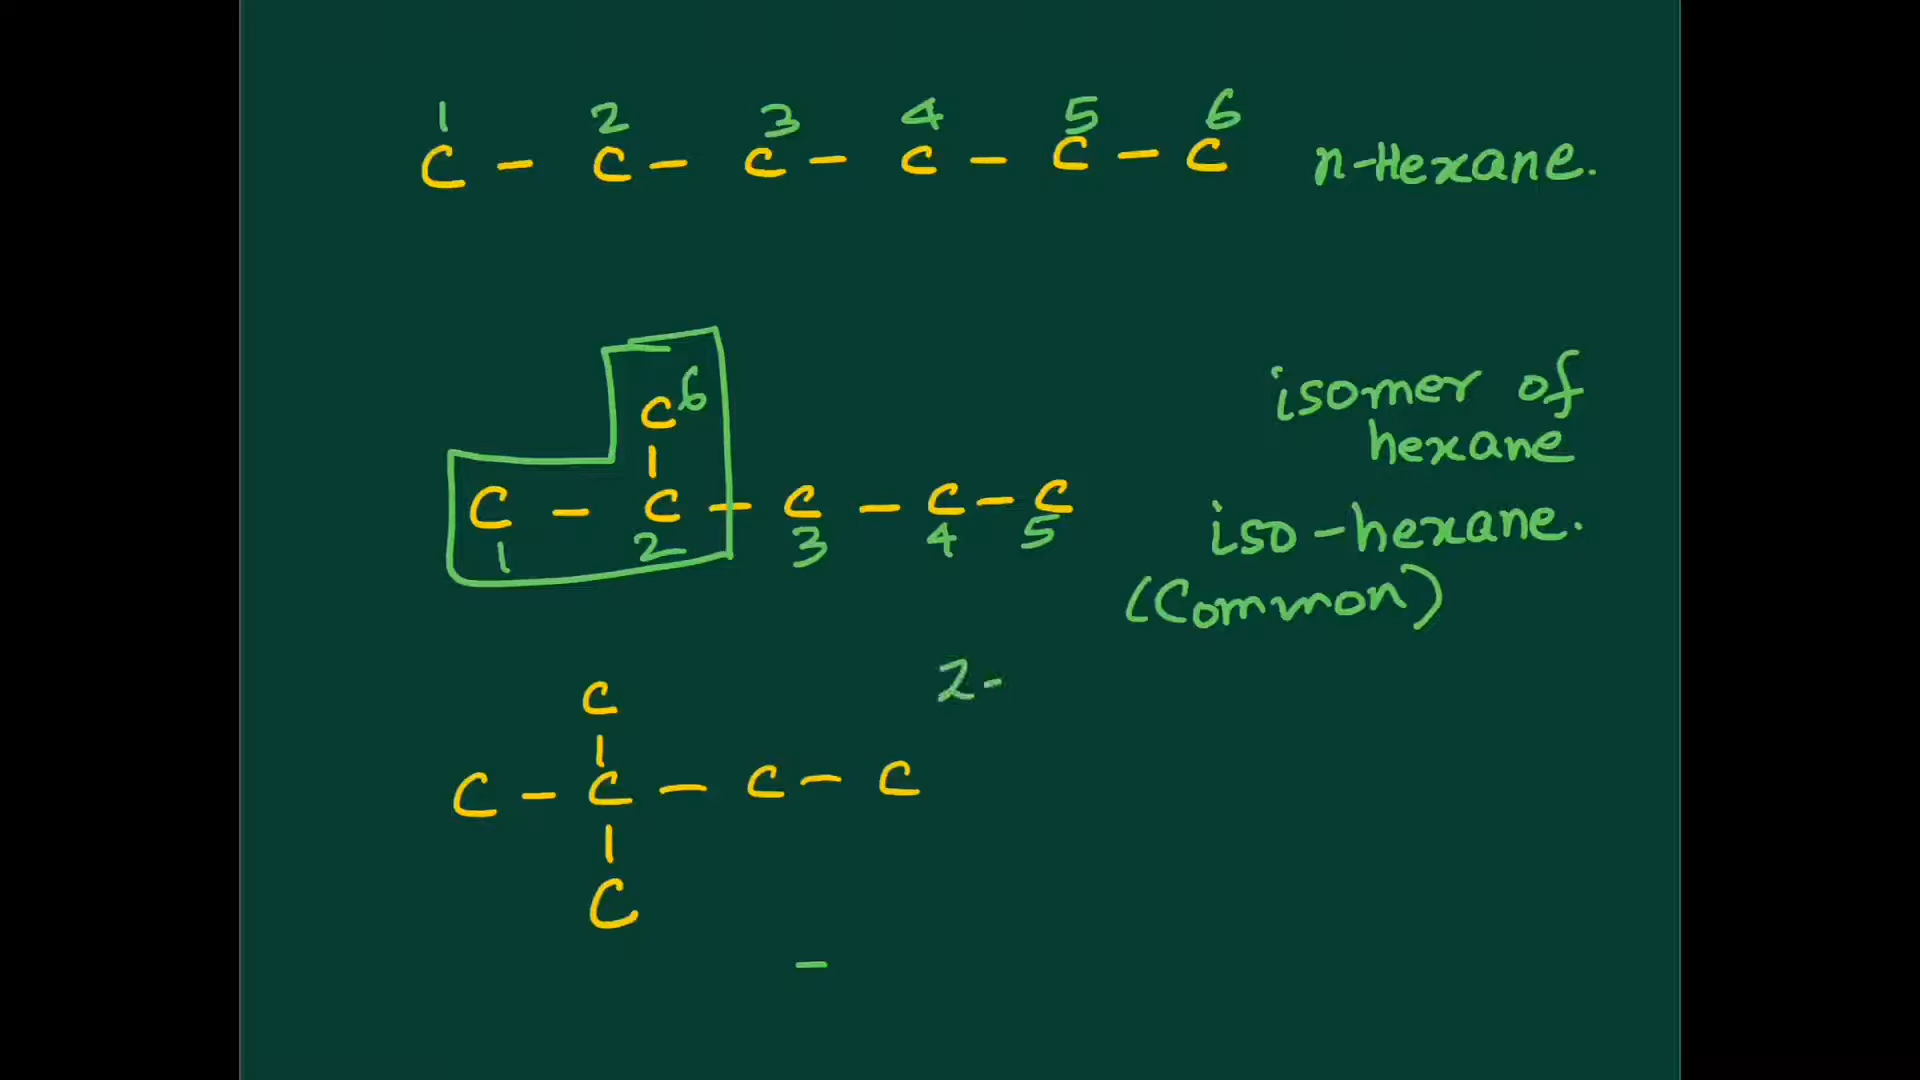 1 2 3 4 5 6
C - C - C - C - C - C n-Hexane.
C 6
|
C - C - C - C - C
1 2 3 4 5
isomer of
hexane
iso-hexane.
(Common)
2-
C
|
C - C - C - C
|
C
-